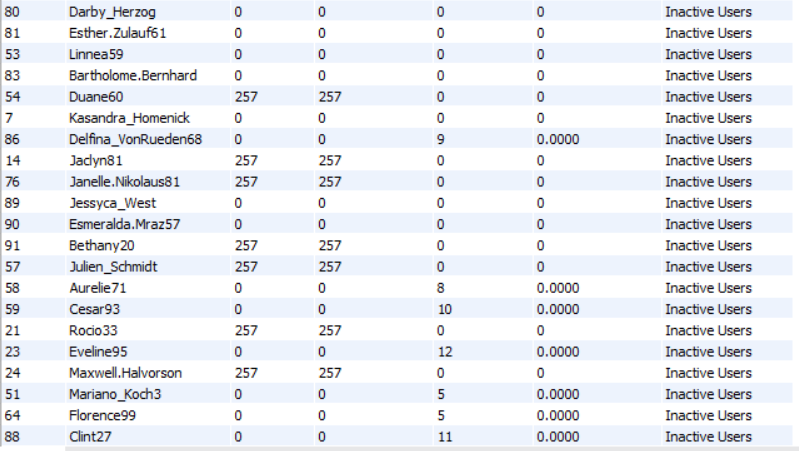 80 Darby_Herzog 0 0 0 0 Inactive Users
81 Esther.Zulauf61 0 0 0 0 Inactive Users
53 Linnea59 0 0 0 0 Inactive Users
83 Bartholome.Bernhard 0 0 0 0 Inactive Users
54 Duane60 257 257 0 0 Inactive Users
7 Kasandra_Homenick 0 0 0 0 Inactive Users
86 Delfina_VonRueden68 0 0 9 0.0000 Inactive Users
14 Jaclyn81 257 257 0 0 Inactive Users
76 Janelle.Nikolaus81 257 257 0 0 Inactive Users
89 Jessyca_West 0 0 0 0 Inactive Users
90 Esmeralda.Mraz57 0 0 0 0 Inactive Users
91 Bethany20 257 257 0 0 Inactive Users
57 Julien_Schmidt 257 257 0 0 Inactive Users
58 Aurelie71 0 0 8 0.0000 Inactive Users
59 Cesar93 0 0 10 0.0000 Inactive Users
21 Rocio33 257 257 0 0 Inactive Users
23 Eveline95 0 0 12 0.0000 Inactive Users
24 Maxwell.Halvorson 257 257 0 0 Inactive Users
51 Mariano_Koch3 0 0 5 0.0000 Inactive Users
64 Florence99 0 0 5 0.0000 Inactive Users
88 Clint27 0 0 11 0.0000 Inactive Users